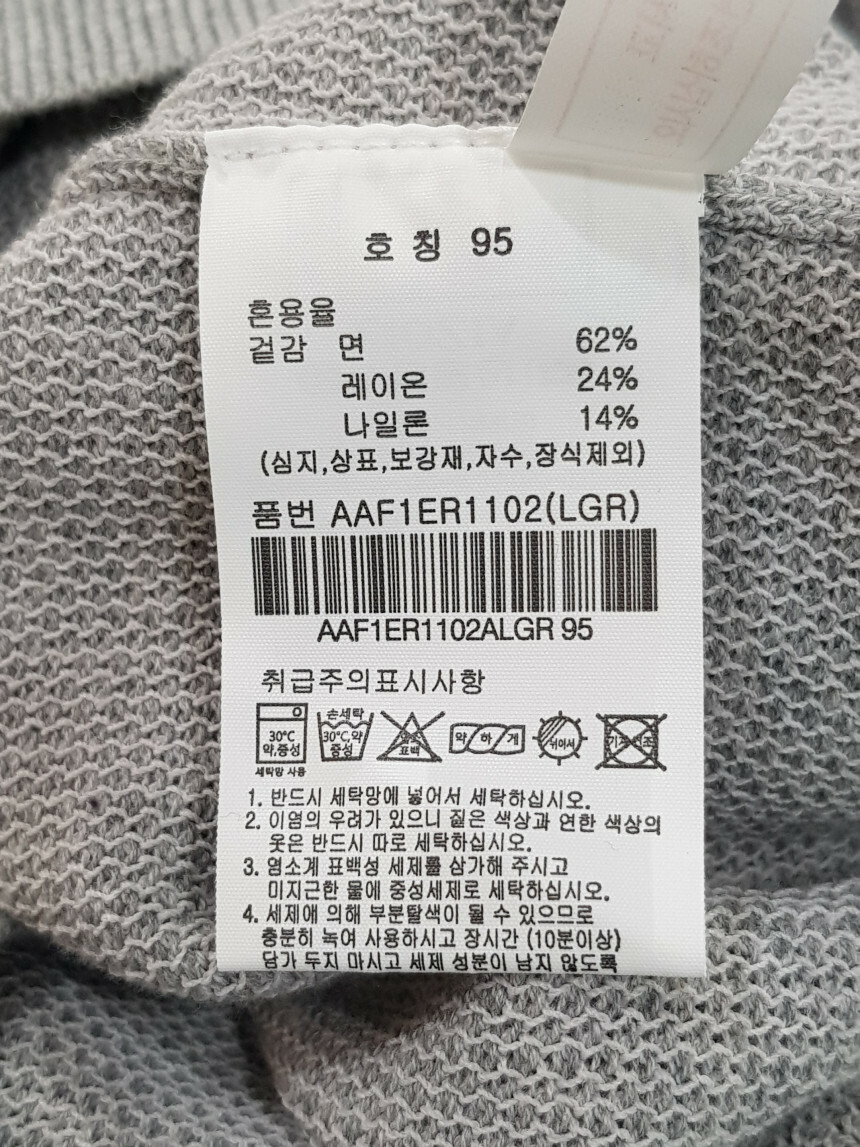 호 칭 95
혼용율
겉감 면 62%
레이온 24%
나일론 14%
(심지,상표,보강재,자수,장식제외)
품번 AAF1ER1102(LGR)
AAF1ER1102ALGR 95
취급주의표시사항
30℃ 약,중성
세탁망 사용
손세탁
30℃,약 중성
표백
약 하 게
뉘어서
1. 반드시 세탁망에 넣어서 세탁하십시오.
2. 이염의 우려가 있으니 짙은 색상과 연한 색상의
옷은 반드시 따로 세탁하십시오.
3. 염소계 표백성 세제를 삼가해 주시고
미지근한 물에 중성세제로 세탁하십시오.
4. 세제에 의해 부분탈색이 될 수 있으므로
충분히 녹여 사용하시고 장시간 (10분이상)
담가 두지 마시고 세제 성분이 남지 않도록